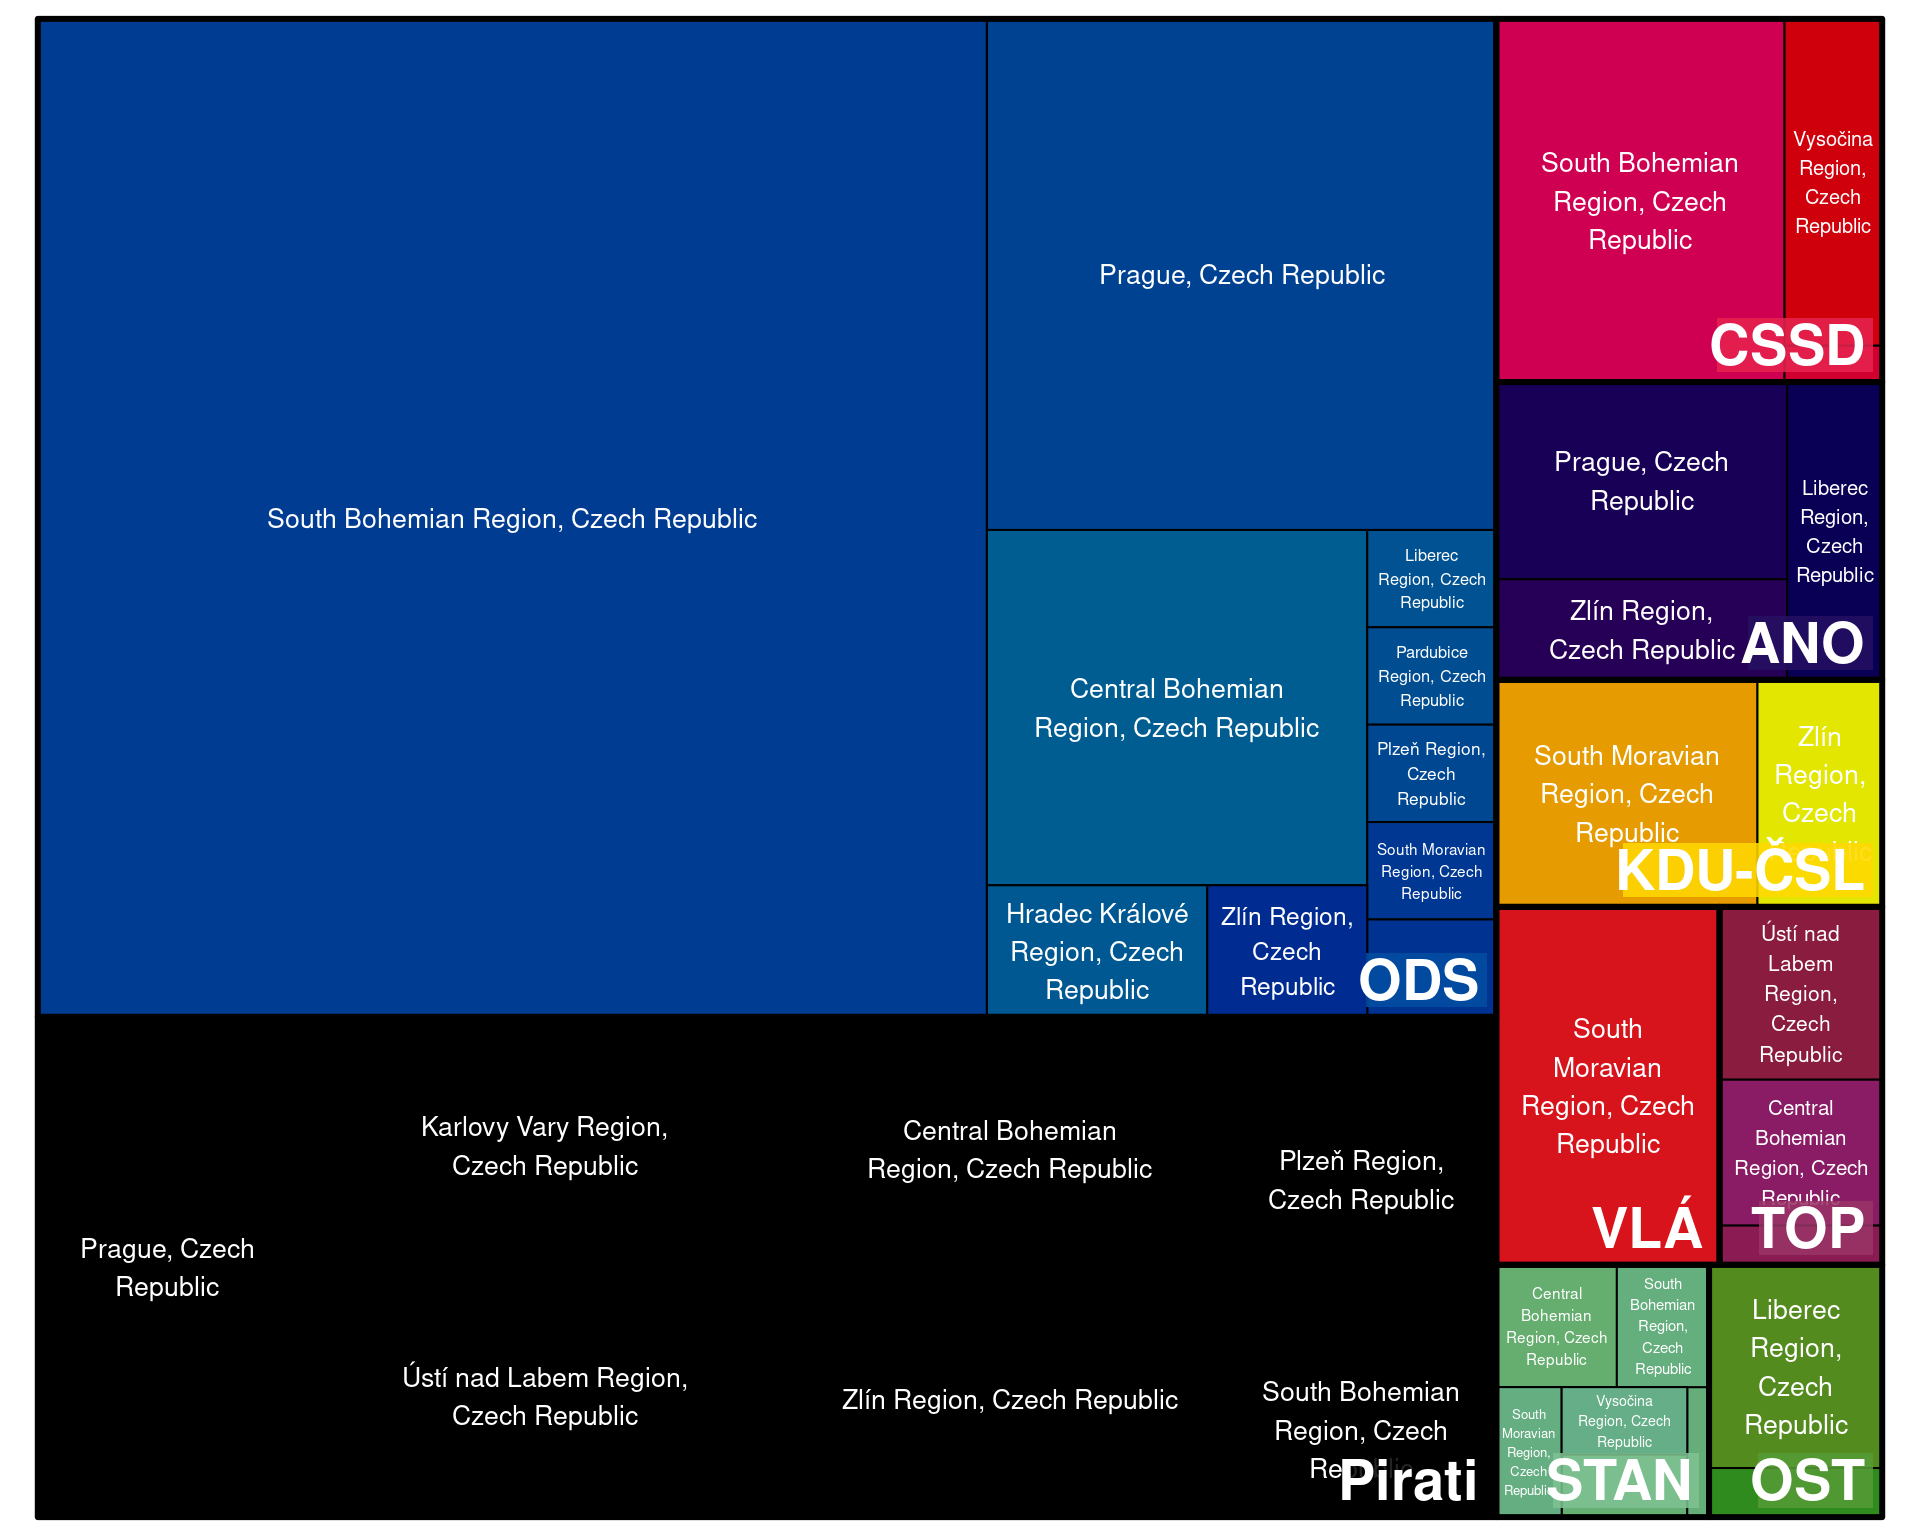 South Bohemian Region, Czech Republic
Prague, Czech Republic
Central Bohemian
Region, Czech Republic
Liberec
Region, Czech
Republic
Pardubice
Region, Czech
Republic
Plzeň Region,
Czech
Republic
South Moravian
Region, Czech
Republic
Hradec Králové
Region, Czech
Republic
Zlín Region,
Czech
Republic
ODS
South Bohemian
Region, Czech
Republic
Vysočina
Region,
Czech
Republic
CSSD
Prague, Czech
Republic
Liberec
Region,
Czech
Republic
Zlín Region,
Czech Republic
ANO
South Moravian
Region, Czech
Republic
Zlín
Region,
Czech
KDU-ČSL
South
Moravian
Region, Czech
Republic
VLÁ
Ústí nad
Labem
Region,
Czech
Republic
Central
Bohemian
Region, Czech
Republic
TOP
Prague, Czech
Republic
Karlovy Vary Region,
Czech Republic
Ústí nad Labem Region,
Czech Republic
Central Bohemian
Region, Czech Republic
Zlín Region, Czech Republic
Plzeň Region,
Czech Republic
South Bohemian
Region, Czech
Pirati
Central
Bohemian
Region, Czech
Republic
South
Bohemian
Region,
Czech
Republic
South
Moravian
Region,
Czech
Republic
Vysočina
Region, Czech
Republic
STAN
Liberec
Region,
Czech
Republic
OST